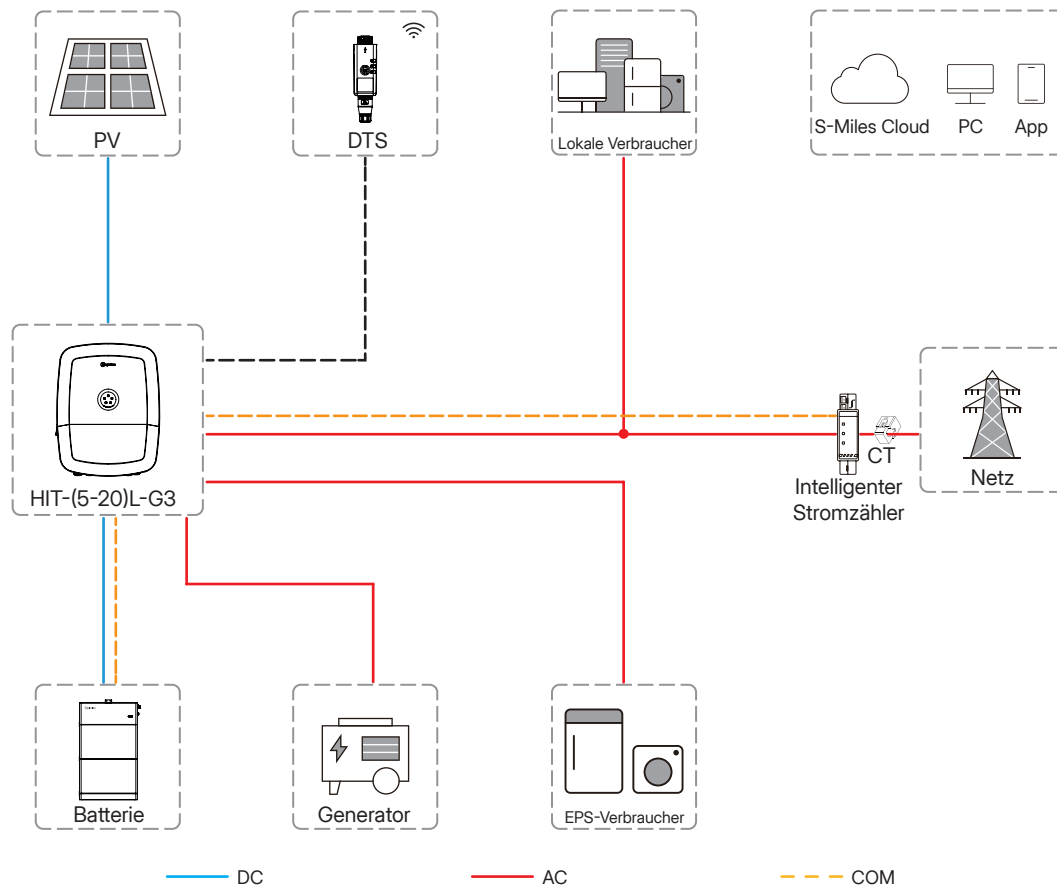 PV
DTS
Lokale Verbraucher
S-Miles Cloud
PC
App
HIT-(5-20)L-G3
CT
Intelligenter
Stromzähler
Netz
Batterie
Generator
EPS-Verbraucher
DC
AC
COM